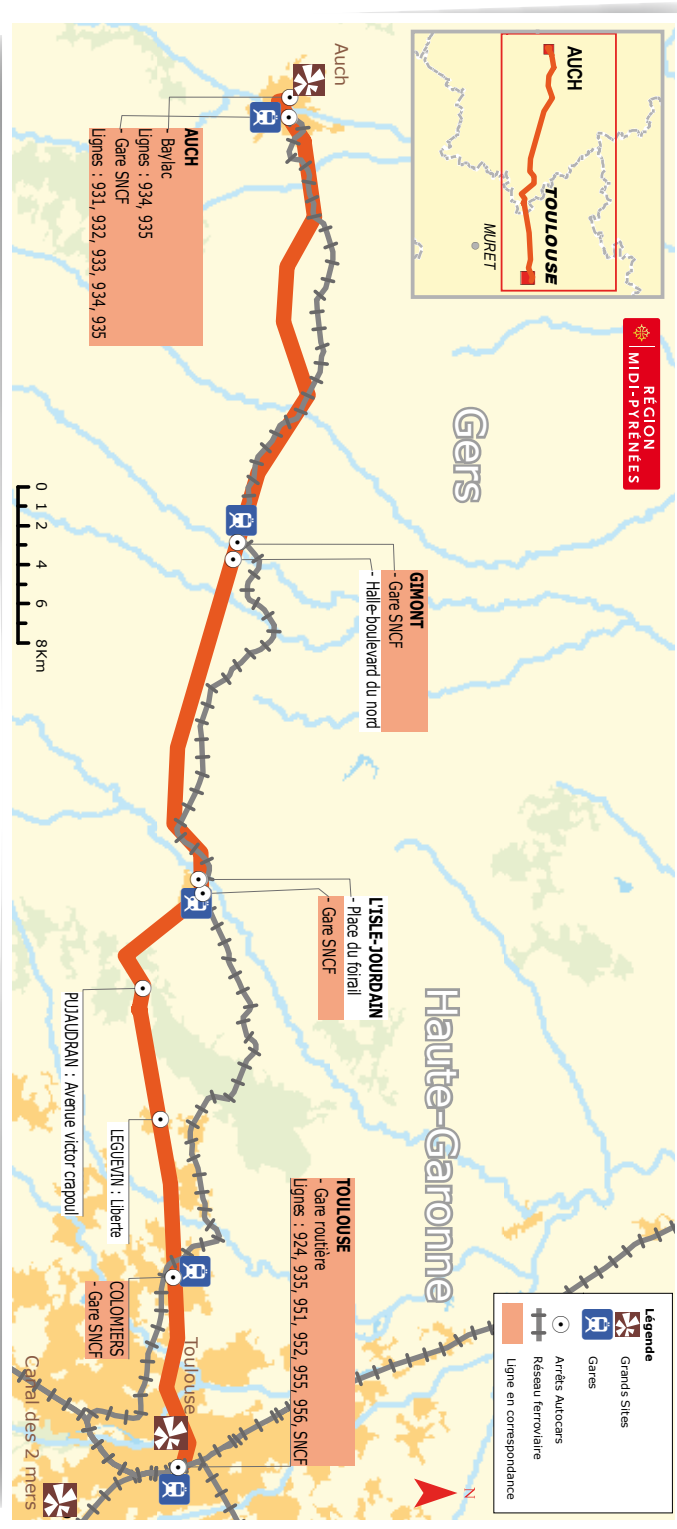 Auch
AUCH
- Baylac
Lignes : 934, 935
- Gare SNCF
Lignes : 931, 932, 933, 934, 935
AUCH
TOULOUSE
MURET
RÉGION
MIDI-PYRÉNÉES
Gers
0 1 2 4 6 8Km
GIMONT
- Gare SNCF
- Halle-boulevard du nord
L'ISLE-JOURDAIN
- Place du foirail
- Gare SNCF
Haute-Garonne
PUJAUDRAN : Avenue victor crapoul
LEGUEVIN : Liberte
COLOMIERS
- Gare SNCF
TOULOUSE
- Gare routière
Lignes : 924, 935, 951, 952, 955, 956, SNCF
Toulouse
Canal des 2 mers
N
Légende
Grands Sites
Gares
Arrêts Autocars
Réseau ferroviaire
Ligne en correspondance